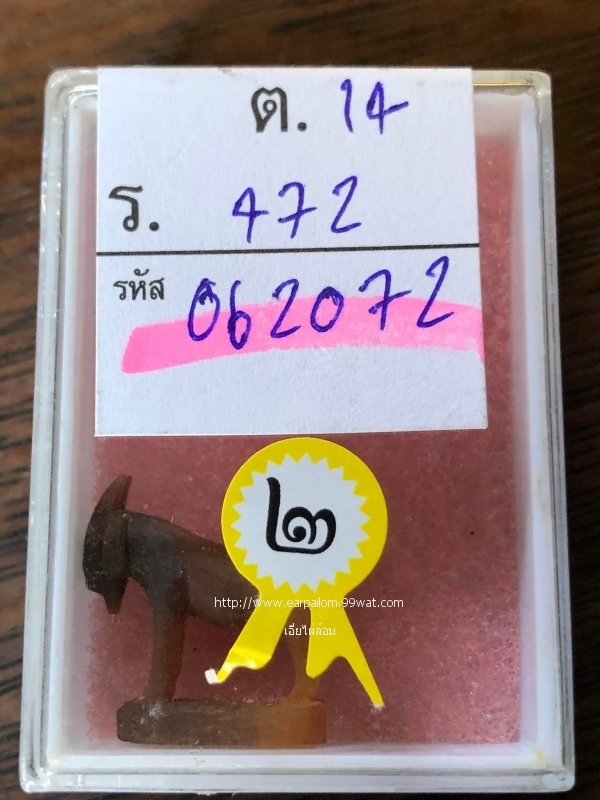 ต. 14
ร. 472
รหัส 062072
๒
http://www.earpailom.99wat.com
เอี่ยไผ่ล้อม